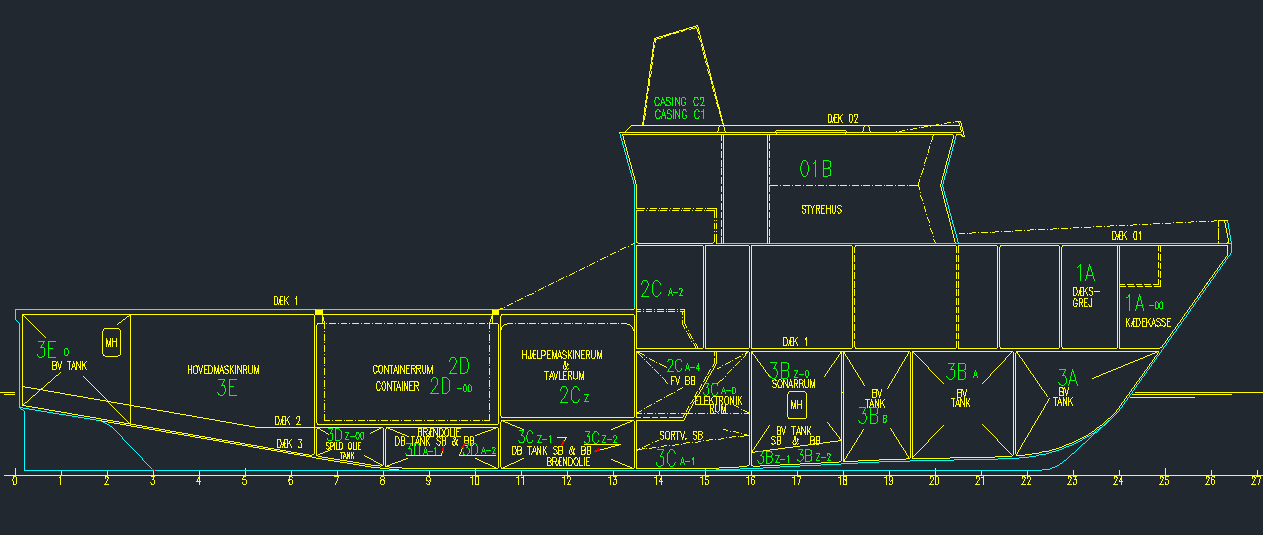 CASING C2
CASING C1
DÆK 02
01B
STYREHUS
DÆK 01
1A
DÆKS-
GREJ
1A-00
KÆDEKASSE
2C A-2
DÆK 1
DÆK 1
3E 0
BV TANK
MH
HOVEDMASKINRUM
3E
CONTAINERRUM 2D
CONTAINER 2D-00
HJÆLPEMASKINERUM
&
TAVLERUM
2C Z
2C A-4
FV BB
3C A-0
ELEKTRONIK
RUM
3B Z-0
SONARRUM
MH
BV TANK
SB & BB
3B Z-1 3B Z-2
BV
TANK
3B B
3B A
BV
TANK
3A
BV
TANK
DÆK 2
DÆK 3
3D Z-00
SPILD OLIE
TANK
BRÆNDOLIE
DB TANK SB & BB
3D A-1 3D A-2
3C Z-1 3C Z-2
DB TANK SB & BB
BRÆNDOLIE
SORTV. SB
3C A-1
0 1 2 3 4 5 6 7 8 9 10 11 12 13 14 15 16 17 18 19 20 21 22 23 24 25 26 27